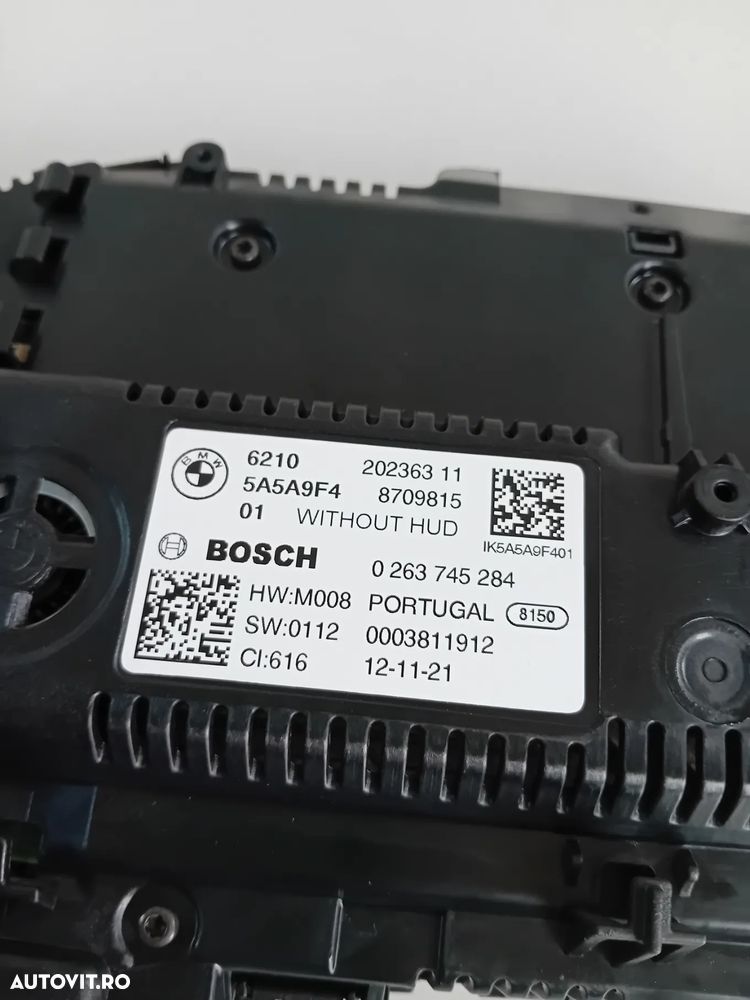 BMW
6210
202363 11
5A5A9F4
8709815
01 WITHOUT HUD
IK5A5A9F401
BOSCH
0 263 745 284
HW:M008 PORTUGAL 8150
SW:0112 0003811912
CI:616 12-11-21
AUTOVIT.RO